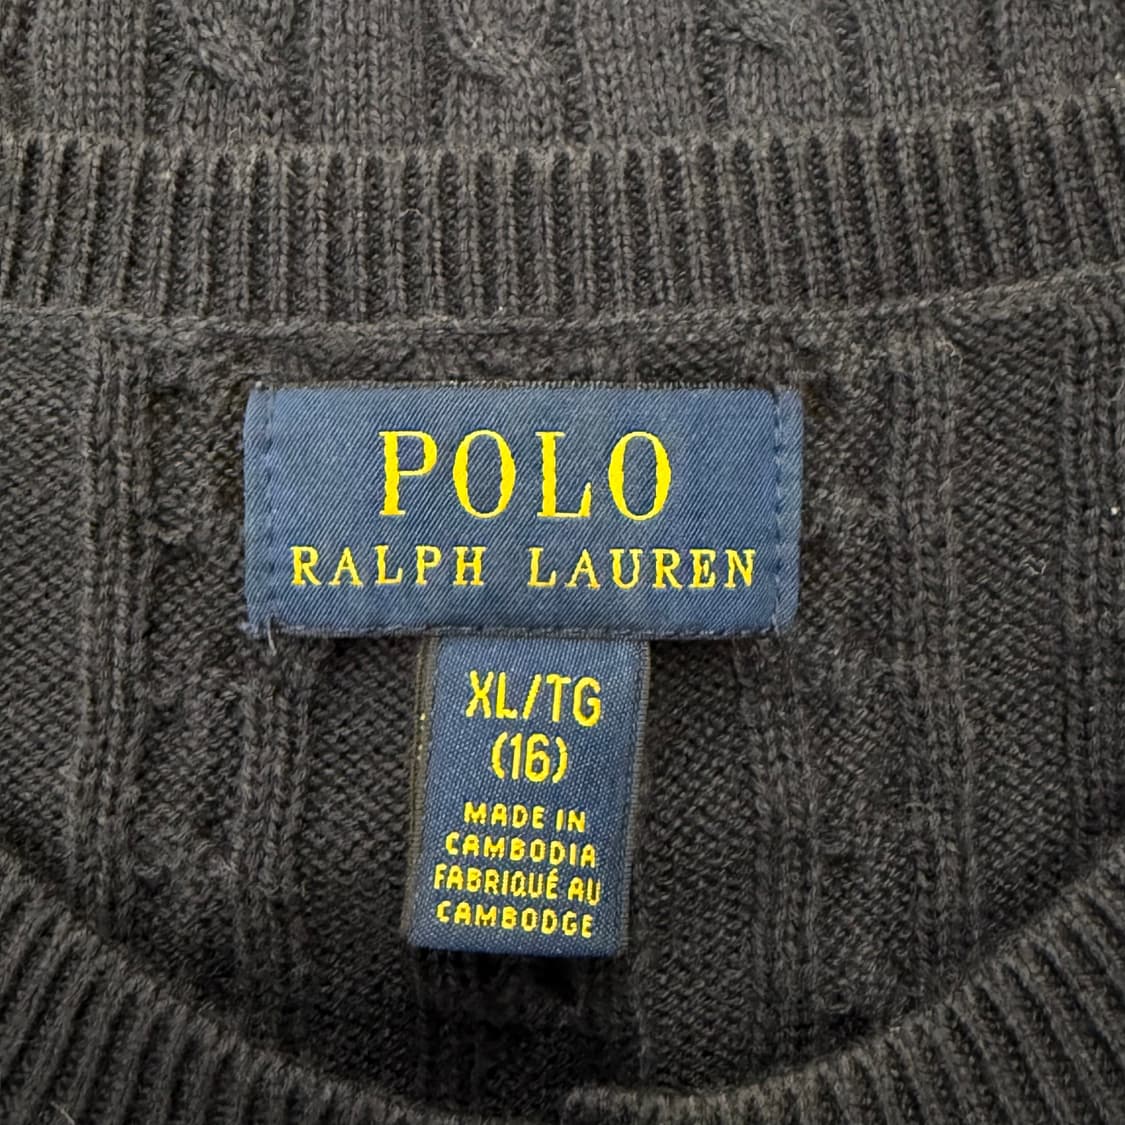 POLO
RALPH LAUREN
XL/TG
(16)
MADE IN
CAMBODIA
FABRIQUÉ AU
CAMBODGE